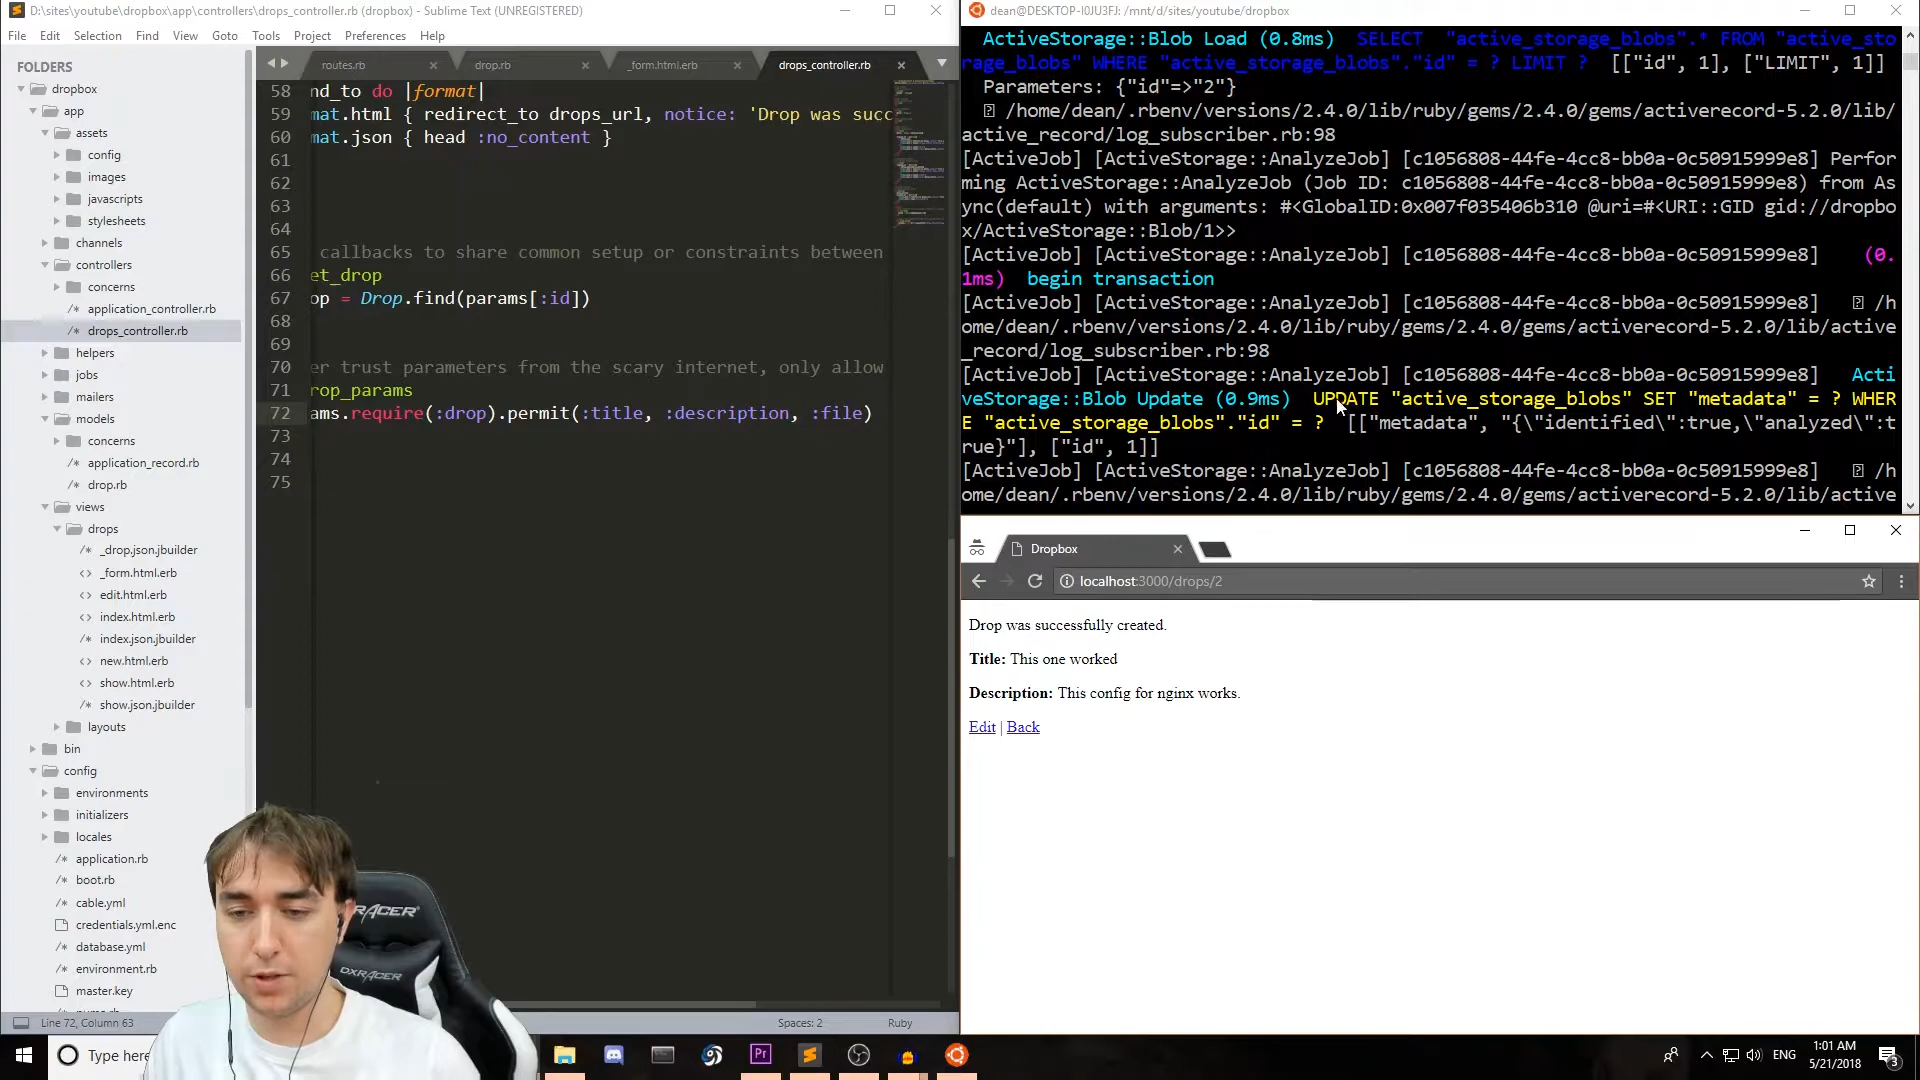 D:\sites\youtube\dropbox\app\controllers\drops_controller.rb (dropbox) - Sublime Text (UNREGISTERED)
File Edit Selection Find View Goto Tools Project Preferences Help
FOLDERS
dropbox
app
assets
config
images
javascripts
stylesheets
channels
controllers
concerns
application_controller.rb
drops_controller.rb
helpers
jobs
mailers
models
concerns
application_record.rb
drop.rb
views
drops
_drop.json.jbuilder
_form.html.erb
edit.html.erb
index.html.erb
index.json.jbuilder
new.html.erb
show.html.erb
show.json.jbuilder
layouts
bin
config
environments
initializers
locales
application.rb
boot.rb
cable.yml
credentials.yml.enc
database.yml
environment.rb
master.key
routes.rb drop.rb _form.html.erb drops_controller.rb
58 nd_to do |format|
59 mat.html { redirect_to drops_url, notice: 'Drop was succ
60 mat.json { head :no_content }
61
62
63
64
65 callbacks to share common setup or constraints between
66 et_drop
67 op = Drop.find(params[:id])
68
69
70 er trust parameters from the scary internet, only allow
71 rop_params
72 ams.require(:drop).permit(:title, :description, :file)
73
74
75
Line 72, Column 63 Spaces: 2 Ruby
dean@DESKTOP-I0JU3FJ: /mnt/d/sites/youtube/dropbox
ActiveStorage::Blob Load (0.8ms) SELECT "active_storage_blobs".* FROM "active_sto
rage_blobs" WHERE "active_storage_blobs"."id" = ? LIMIT ? [["id", 1], ["LIMIT", 1]]
Parameters: {"id"=>"2"}
/home/dean/.rbenv/versions/2.4.0/lib/ruby/gems/2.4.0/gems/activerecord-5.2.0/lib/
active_record/log_subscriber.rb:98
[ActiveJob] [ActiveStorage::AnalyzeJob] [c1056808-44fe-4cc8-bb0a-0c50915999e8] Perfor
ming ActiveStorage::AnalyzeJob (Job ID: c1056808-44fe-4cc8-bb0a-0c50915999e8) from As
ync(default) with arguments: #<GlobalID:0x007f035406b310 @uri=#<URI::GID gid://dropbo
x/ActiveStorage::Blob/1>>
[ActiveJob] [ActiveStorage::AnalyzeJob] [c1056808-44fe-4cc8-bb0a-0c50915999e8] (0.
1ms) begin transaction
[ActiveJob] [ActiveStorage::AnalyzeJob] [c1056808-44fe-4cc8-bb0a-0c50915999e8] /h
ome/dean/.rbenv/versions/2.4.0/lib/ruby/gems/2.4.0/gems/activerecord-5.2.0/lib/active
_record/log_subscriber.rb:98
[ActiveJob] [ActiveStorage::AnalyzeJob] [c1056808-44fe-4cc8-bb0a-0c50915999e8] Acti
veStorage::Blob Update (0.9ms) UPDATE "active_storage_blobs" SET "metadata" = ? WHER
E "active_storage_blobs"."id" = ? [["metadata", "{\"identified\":true,\"analyzed\":t
rue}"], ["id", 1]]
[ActiveJob] [ActiveStorage::AnalyzeJob] [c1056808-44fe-4cc8-bb0a-0c50915999e8] /h
ome/dean/.rbenv/versions/2.4.0/lib/ruby/gems/2.4.0/gems/activerecord-5.2.0/lib/active
Dropbox
localhost:3000/drops/2
Drop was successfully created.
Title: This one worked
Description: This config for nginx works.
Edit | Back
DXRACER
Type here
Pr
ENG
1:01 AM
5/21/2018
3